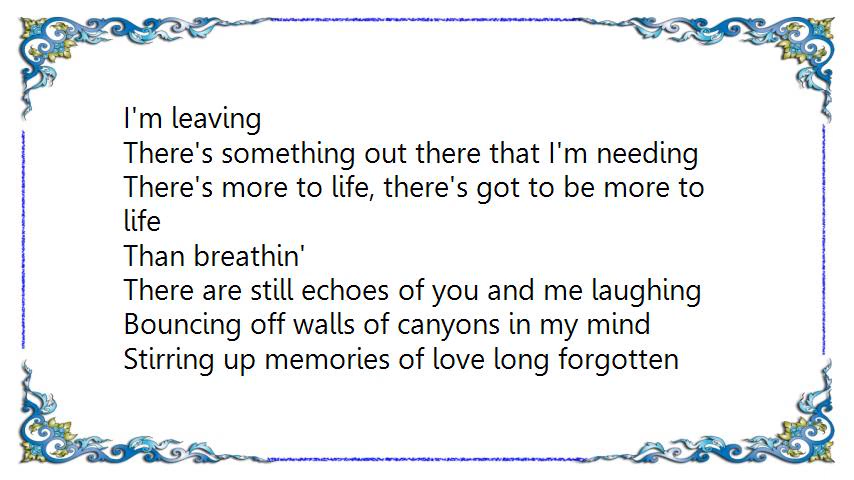 I'm leaving
There's something out there that I'm needing
There's more to life, there's got to be more to
life
Than breathin'
There are still echoes of you and me laughing
Bouncing off walls of canyons in my mind
Stirring up memories of love long forgotten